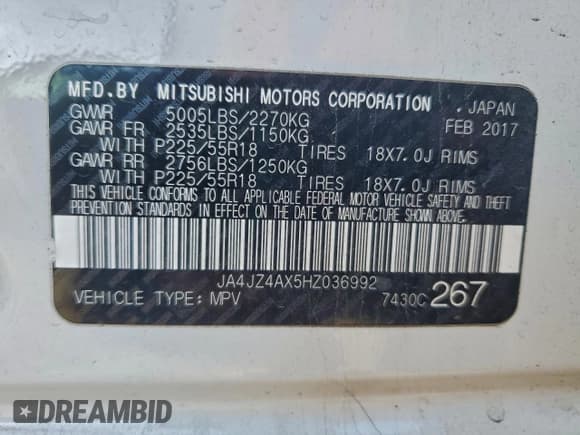 MFD.BY MITSUBISHI MOTORS CORPORATION , JAPAN
GVWR 5005LBS/2270KG FEB 2017
GAWR FR 2535LBS/1150KG
WITH P225/55R18 TIRES 18X7.0J RIMS
GAWR RR 2756LBS/1250KG
WITH P225/55R18 TIRES 18X7.0J RIMS
THIS VEHICLE CONFORMS TO ALL APPLICABLE FEDERAL MOTOR VEHICLE SAFETY AND THEFT
PREVENTION STANDARDS IN EFFECT ON THE DATE OF MANUFACTURE SHOWN ABOVE.
JA4JZ4AX5HZ036992
VEHICLE TYPE: MPV 7430C 267
DREAMBID